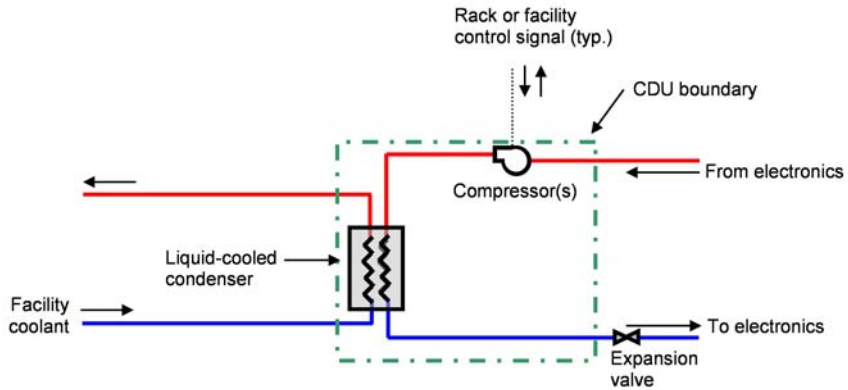 Rack or facility
control signal (typ.)
CDU boundary
From electronics
Compressor(s)
Liquid-cooled
condenser
Facility
coolant
To electronics
Expansion
valve